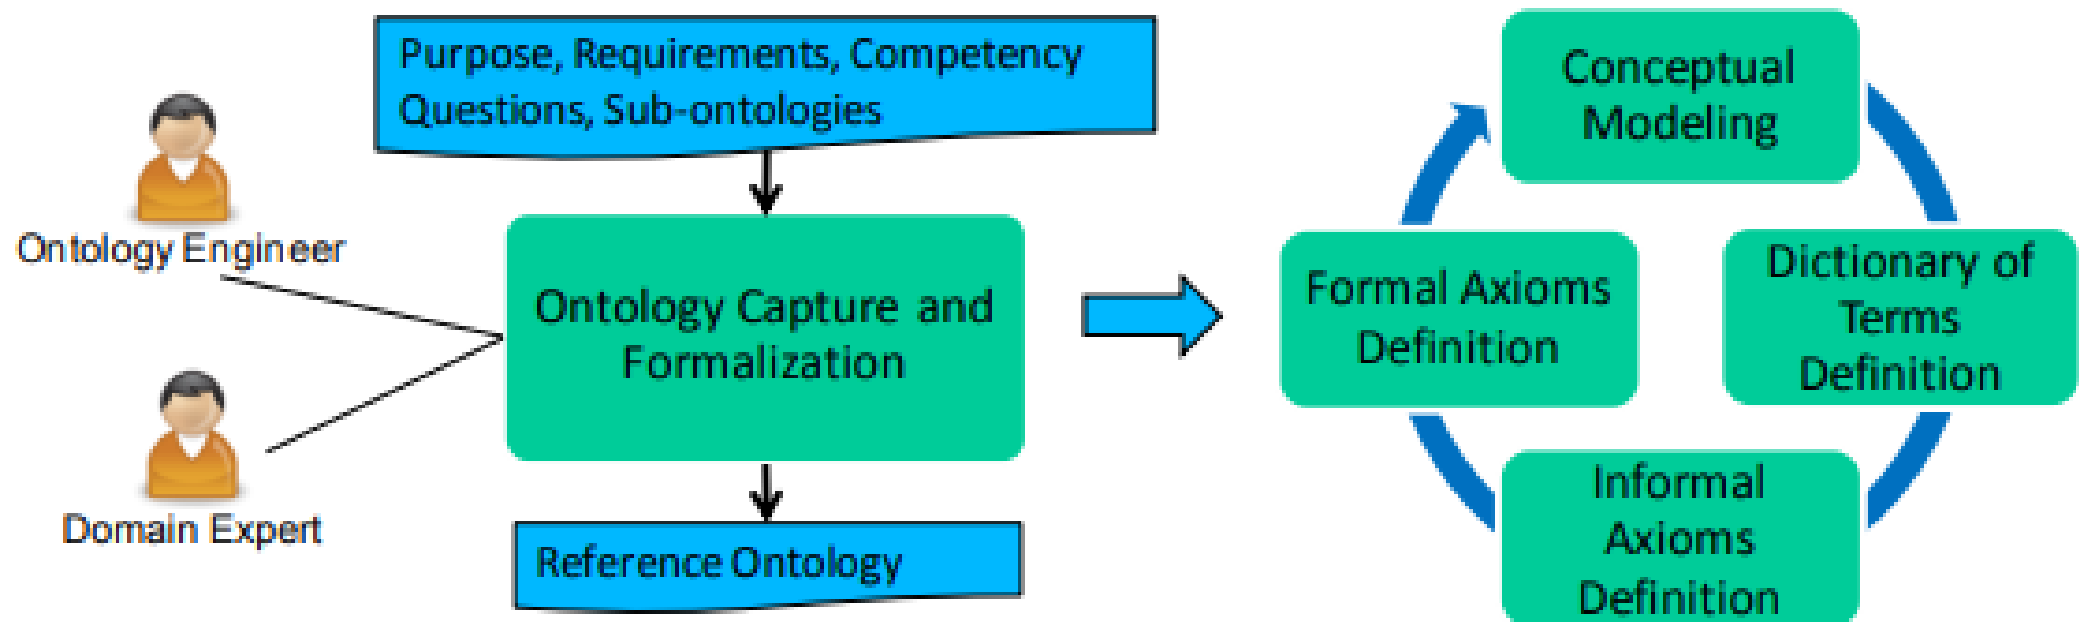 Purpose, Requirements, Competency
Questions, Sub-ontologies
Ontology Engineer
Ontology Capture and
Formalization
Domain Expert
Reference Ontology
Conceptual
Modeling
Dictionary of
Terms
Definition
Informal
Axioms
Definition
Formal Axioms
Definition